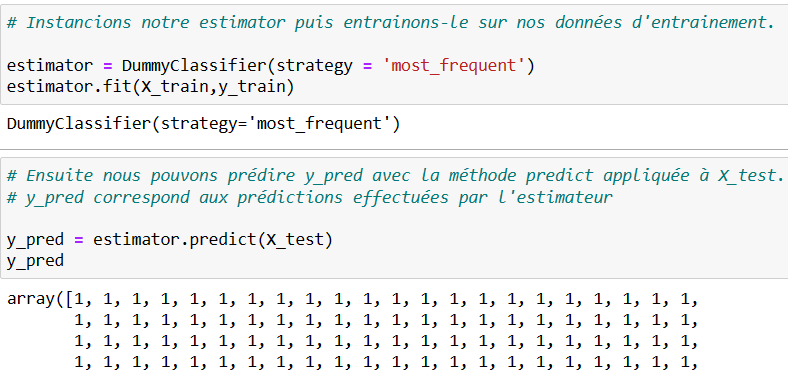 # Instancions notre estimator puis entrainons-le sur nos données d'entrainement.
estimator = DummyClassifier(strategy = 'most_frequent')
estimator.fit(X_train,y_train)
DummyClassifier(strategy='most_frequent')
# Ensuite nous pouvons prédire y_pred avec la méthode predict appliquée à X_test.
# y_pred correspond aux prédictions effectuées par l'estimateur
y_pred = estimator.predict(X_test)
y_pred
array([1, 1, 1, 1, 1, 1, 1, 1, 1, 1, 1, 1, 1, 1, 1, 1, 1, 1, 1, 1, 1, 1,
1, 1, 1, 1, 1, 1, 1, 1, 1, 1, 1, 1, 1, 1, 1, 1, 1, 1, 1, 1, 1, 1,
1, 1, 1, 1, 1, 1, 1, 1, 1, 1, 1, 1, 1, 1, 1, 1, 1, 1, 1, 1, 1, 1,
1, 1, 1, 1, 1, 1, 1, 1, 1, 1, 1, 1, 1, 1, 1, 1, 1, 1, 1, 1, 1, 1,